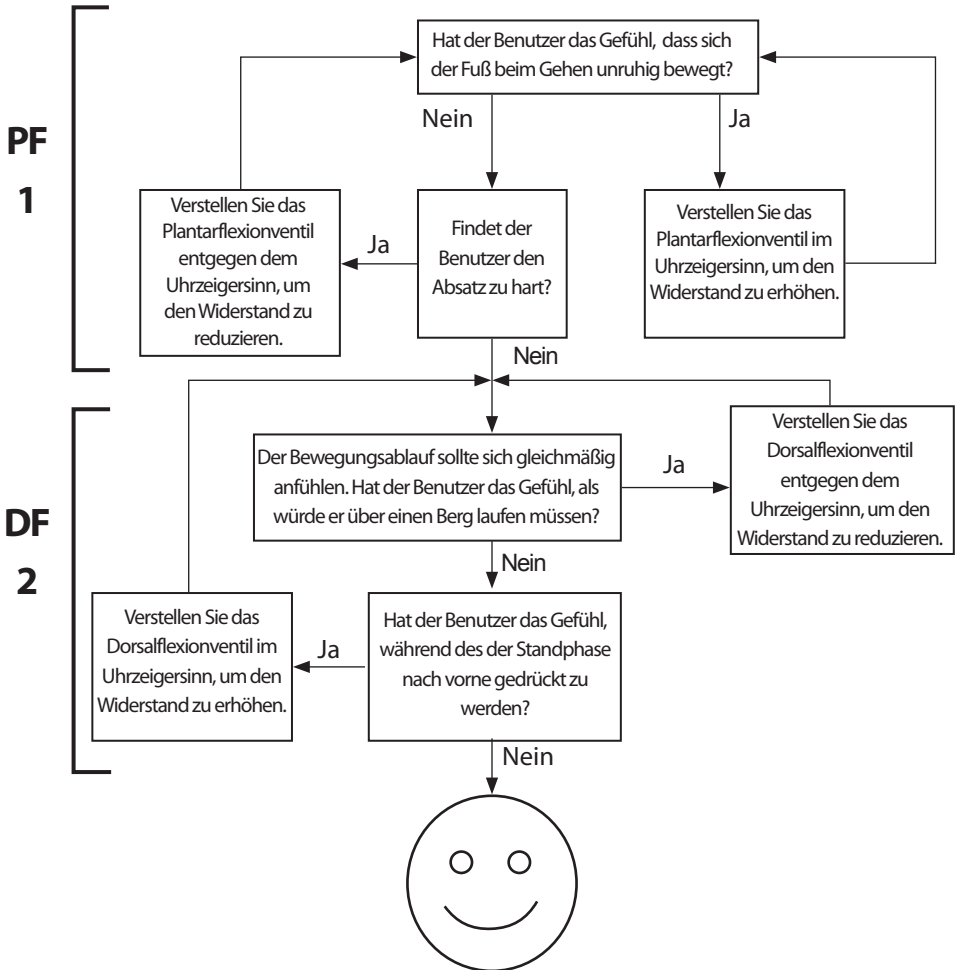 Hat der Benutzer das Gefühl, dass sich
der Fuß beim Gehen unruhig bewegt?
Nein
Ja
PF
1
Verstellen Sie das
Plantarflexionventil
entgegen dem
Uhrzeigersinn, um
den Widerstand zu
reduzieren.
Ja
Findet der
Benutzer den
Absatz zu hart?
Verstellen Sie das
Plantarflexionventil im
Uhrzeigersinn, um den
Widerstand zu erhöhen.
Nein
DF
2
Der Bewegungsablauf sollte sich gleichmäßig
anfühlen. Hat der Benutzer das Gefühl, als
würde er über einen Berg laufen müssen?
Ja
Verstellen Sie das
Dorsalflexionventil
entgegen dem
Uhrzeigersinn, um den
Widerstand zu reduzieren.
Nein
Verstellen Sie das
Dorsalflexionventil im
Uhrzeigersinn, um den
Widerstand zu erhöhen.
Ja
Hat der Benutzer das Gefühl,
während des der Standphase
nach vorne gedrückt zu
werden?
Nein